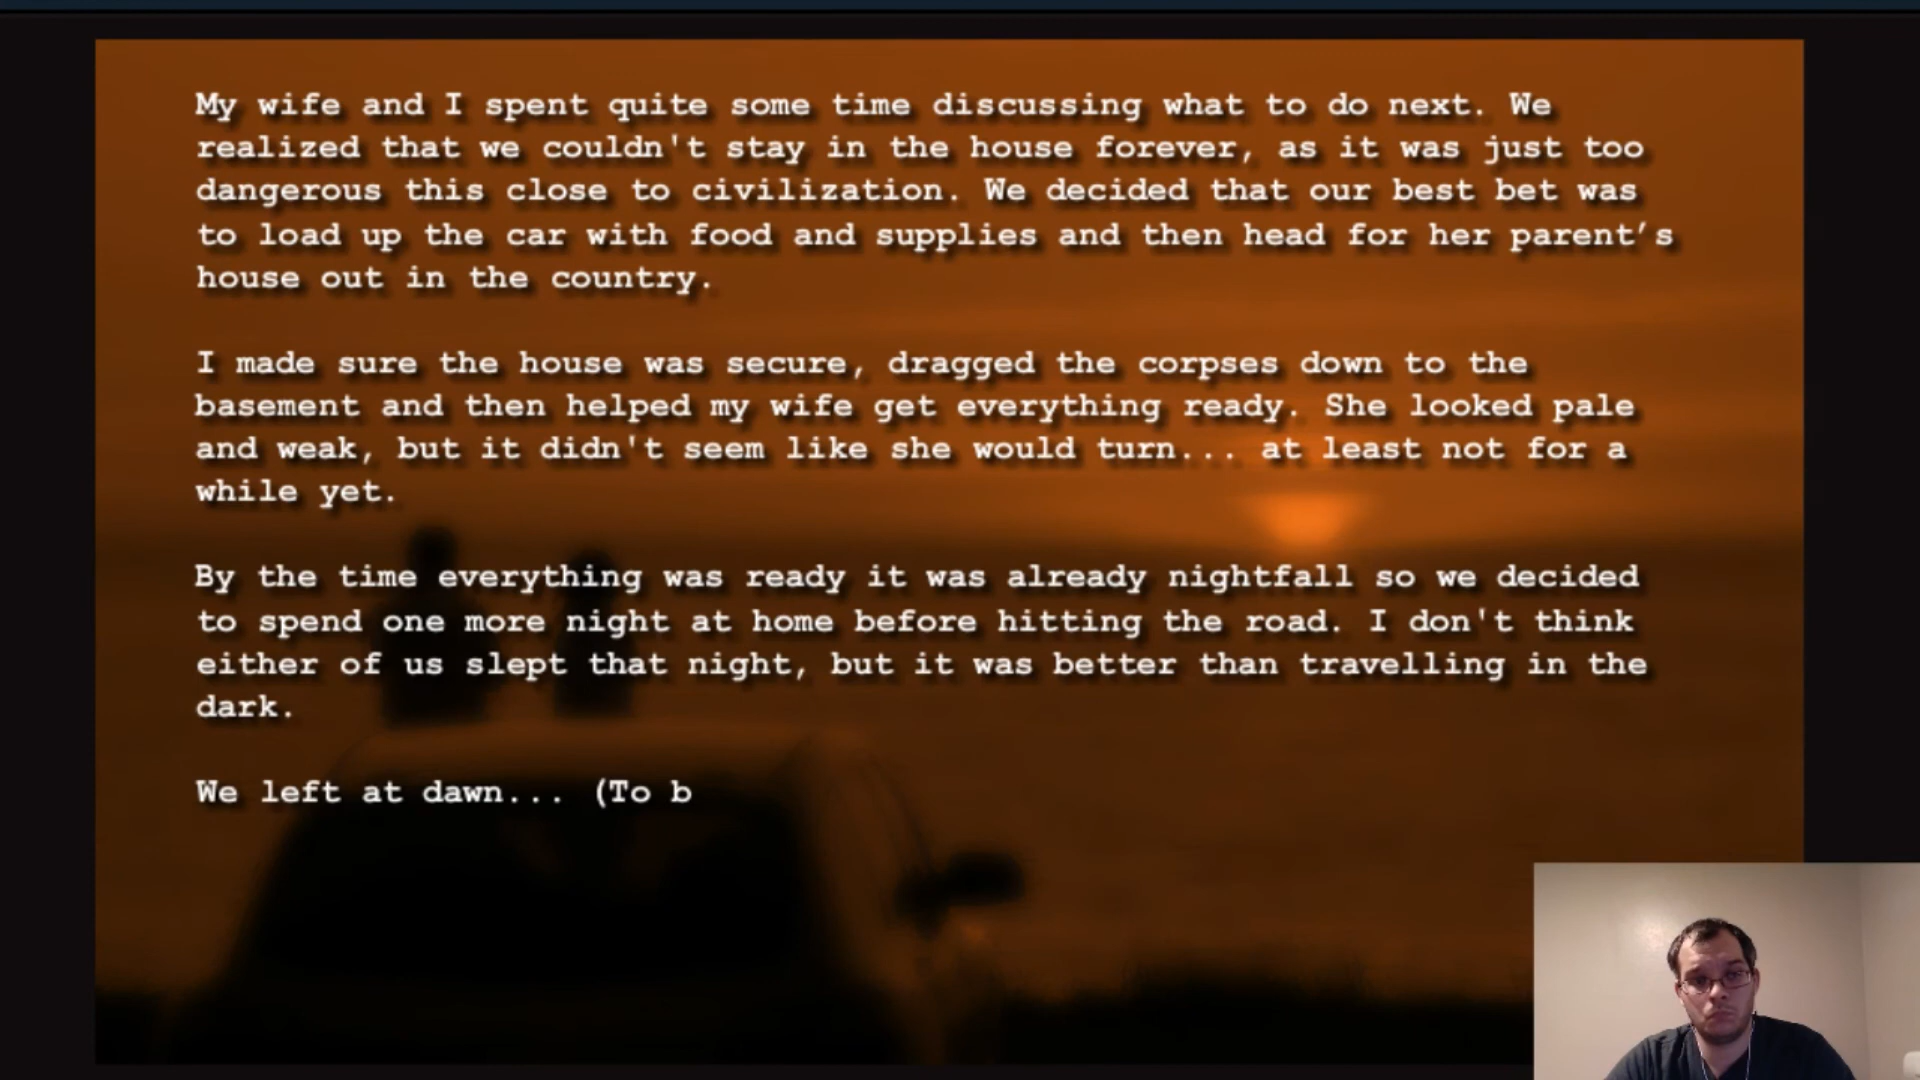 My wife and I spent quite some time discussing what to do next. We
realized that we couldn't stay in the house forever, as it was just too
dangerous this close to civilization. We decided that our best bet was
to load up the car with food and supplies and then head for her parent’s
house out in the country.
I made sure the house was secure, dragged the corpses down to the
basement and then helped my wife get everything ready. She looked pale
and weak, but it didn't seem like she would turn... at least not for a
while yet.
By the time everything was ready it was already nightfall so we decided
to spend one more night at home before hitting the road. I don't think
either of us slept that night, but it was better than travelling in the
dark.
We left at dawn... (To b